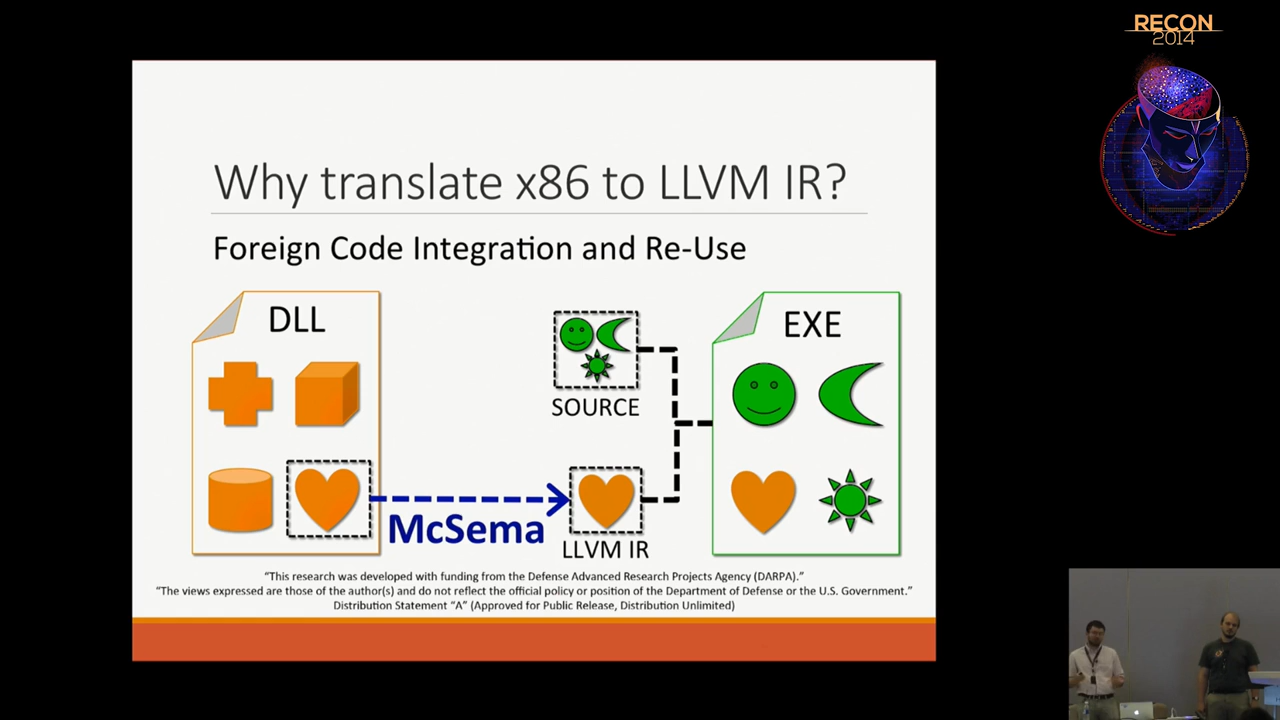 RECON
2014
Why translate x86 to LLVM IR?
Foreign Code Integration and Re-Use
DLL
EXE
SOURCE
McSema
LLVM IR
“This research was developed with funding from the Defense Advanced Research Projects Agency (DARPA).”
“The views expressed are those of the author(s) and do not reflect the official policy or position of the Department of Defense or the U.S. Government.”
Distribution Statement “A” (Approved for Public Release, Distribution Unlimited)